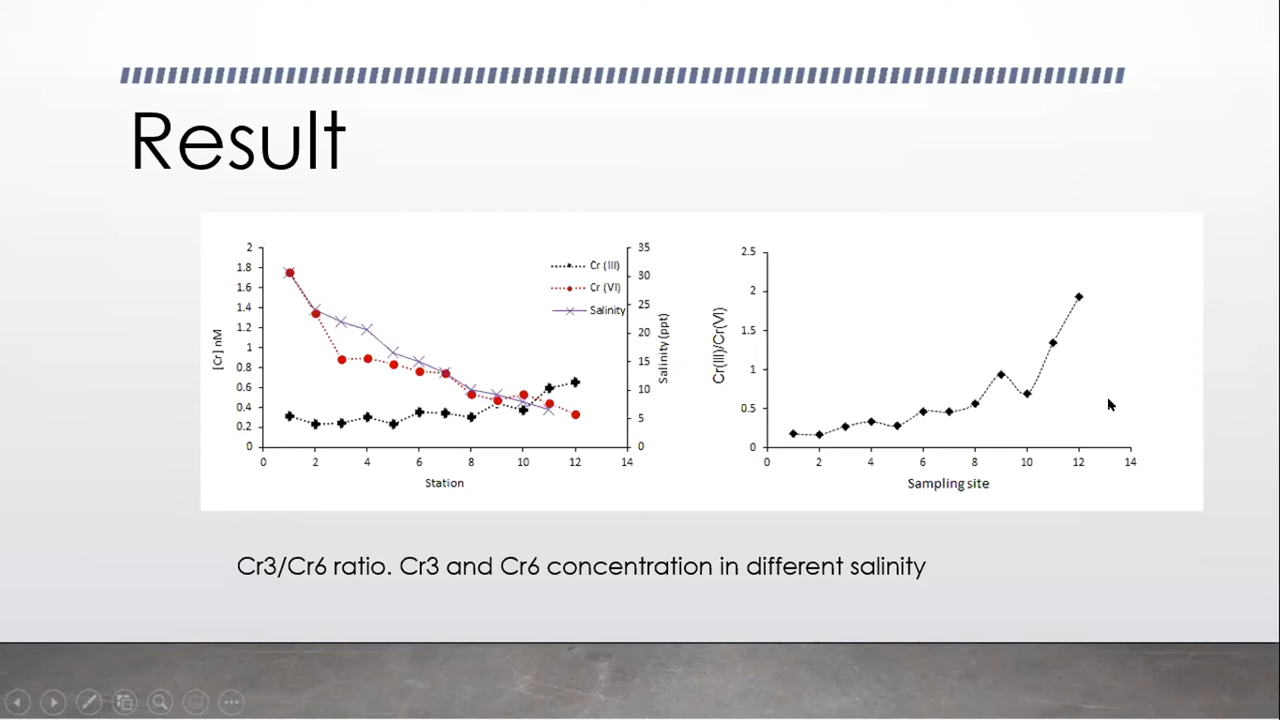 Result
2
1.8
1.6
1.4
1.2
1
0.8
0.6
0.4
0.2
0
[Cr] nM
0 2 4 6 8 10 12 14
Station
35
30
25
20
15
10
5
0
Salinity (ppt)
Cr (III)
Cr (VI)
Salinity
2.5
2
1.5
1
0.5
0
Cr(III)/Cr(VI)
0 2 4 6 8 10 12 14
Sampling site
Cr3/Cr6 ratio. Cr3 and Cr6 concentration in different salinity